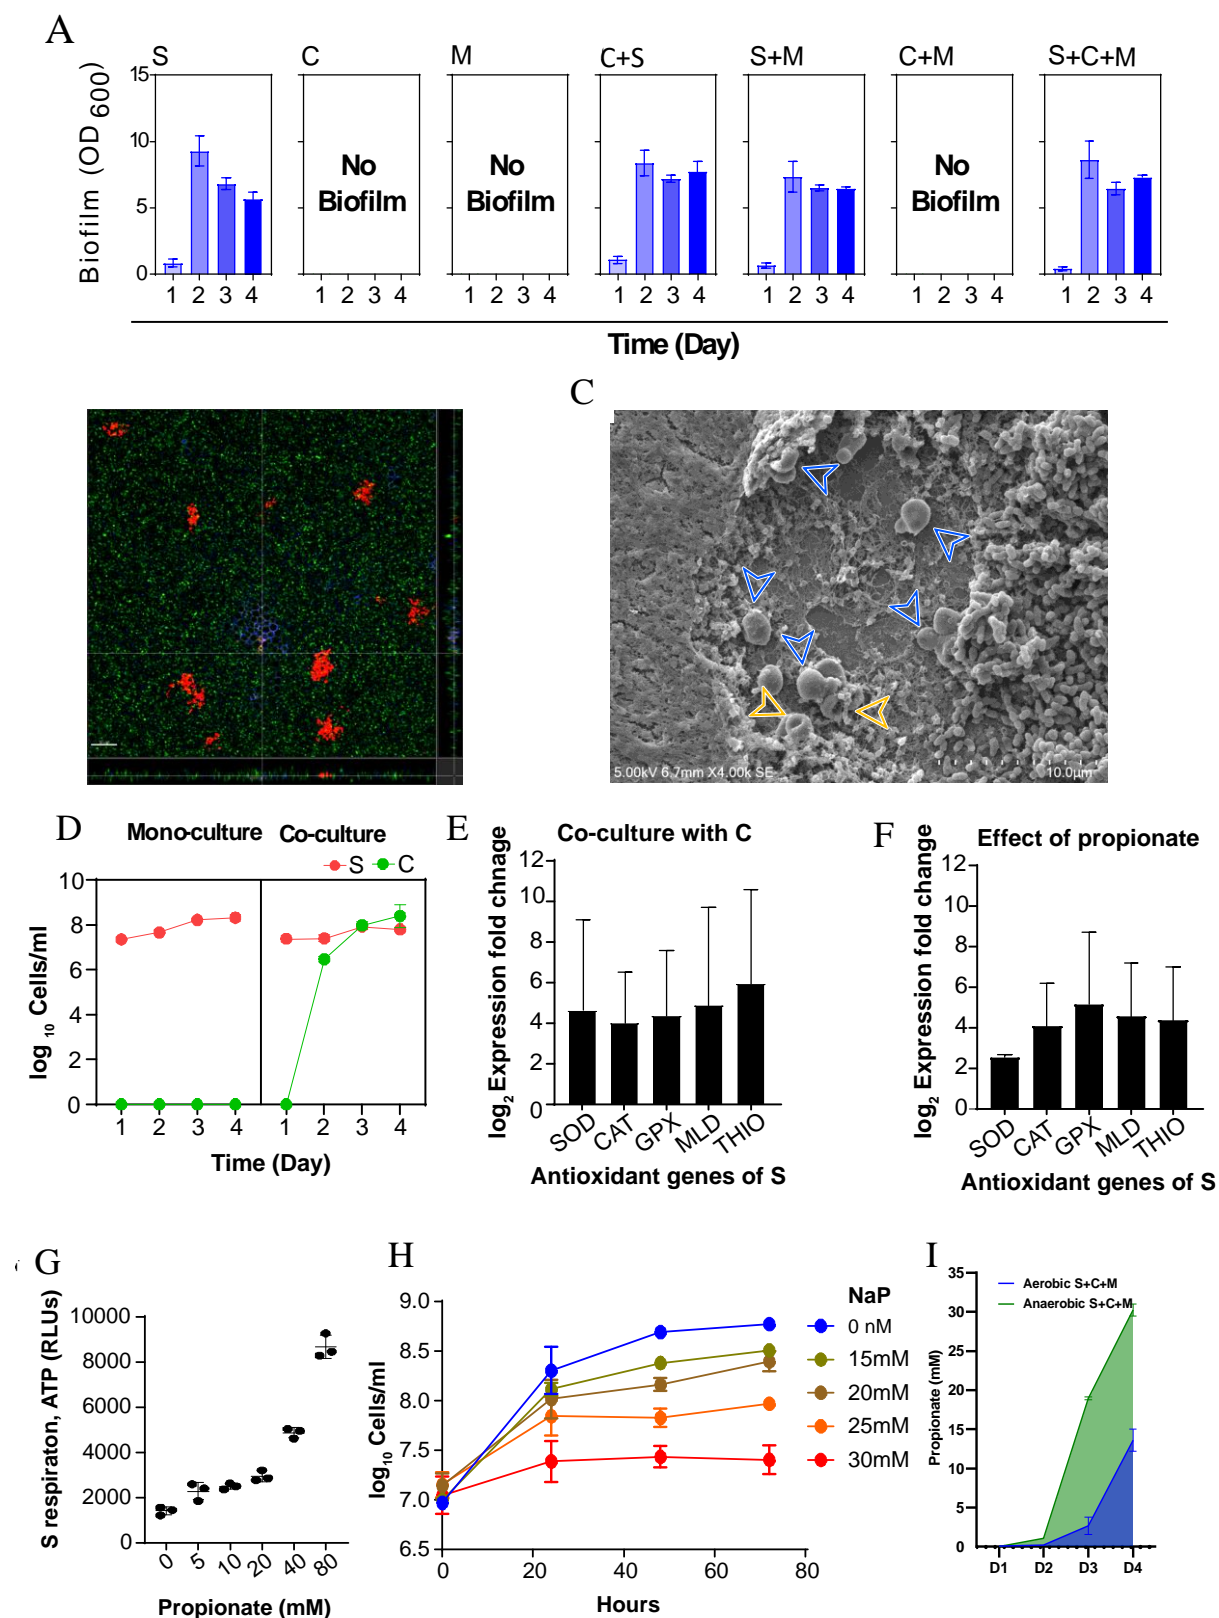 A
S
C
M
C+S
S+M
C+M
S+C+M
Biofilm (OD600)
15
10
5
0
No
Biofilm
No
Biofilm
No
Biofilm
1 2 3 4
1 2 3 4
1 2 3 4
1 2 3 4
1 2 3 4
1 2 3 4
1 2 3 4
Time (Day)
C
5.00kV 6.7mm X4.00k SE
10.0µm
D
Mono-culture
Co-culture
S
C
log 10 Cells/ml
10
8
6
4
2
0
1 2 3 4
1 2 3 4
Time (Day)
E
Co-culture with C
log2 Expression fold chnage
12
10
8
6
4
2
0
SOD
CAT
GPX
MLD
THIO
Antioxidant genes of S
F
Effect of propionate
log2 Expression fold change
12
10
8
6
4
2
0
SOD
CAT
GPX
MLD
THIO
Antioxidant genes of S
G
S respiraton, ATP (RLUs)
10000
8000
6000
4000
2000
0
0
5
10
20
40
80
Propionate (mM)
H
log10 Cells/ml
9.0
8.5
8.0
7.5
7.0
6.5
0 20 40 60 80
Hours
NaP
0 nM
15mM
20mM
25mM
30mM
I
Aerobic S+C+M
Anaerobic S+C+M
Propionate (mM)
35
30
25
20
15
10
5
0
D1 D2 D3 D4